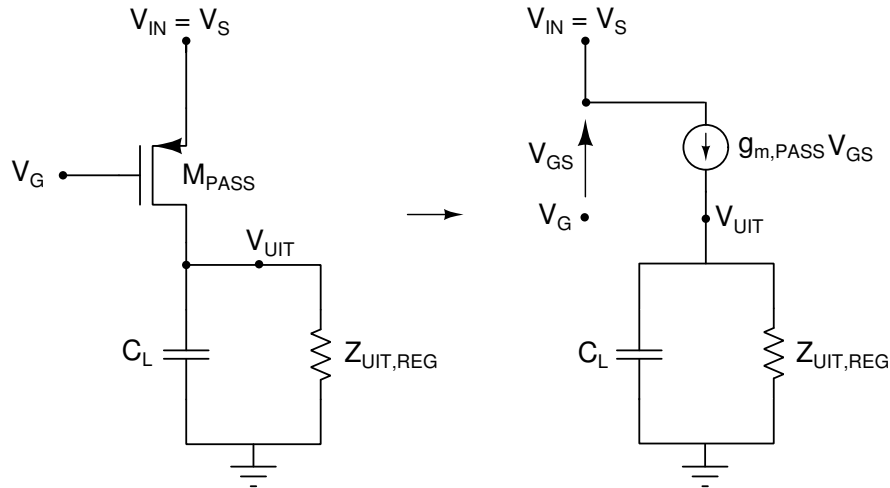 V_IN = V_S
V_G
M_PASS
V_UIT
C_L
Z_UIT,REG
V_IN = V_S
V_GS
g_m,PASS V_GS
V_G
V_UIT
C_L
Z_UIT,REG